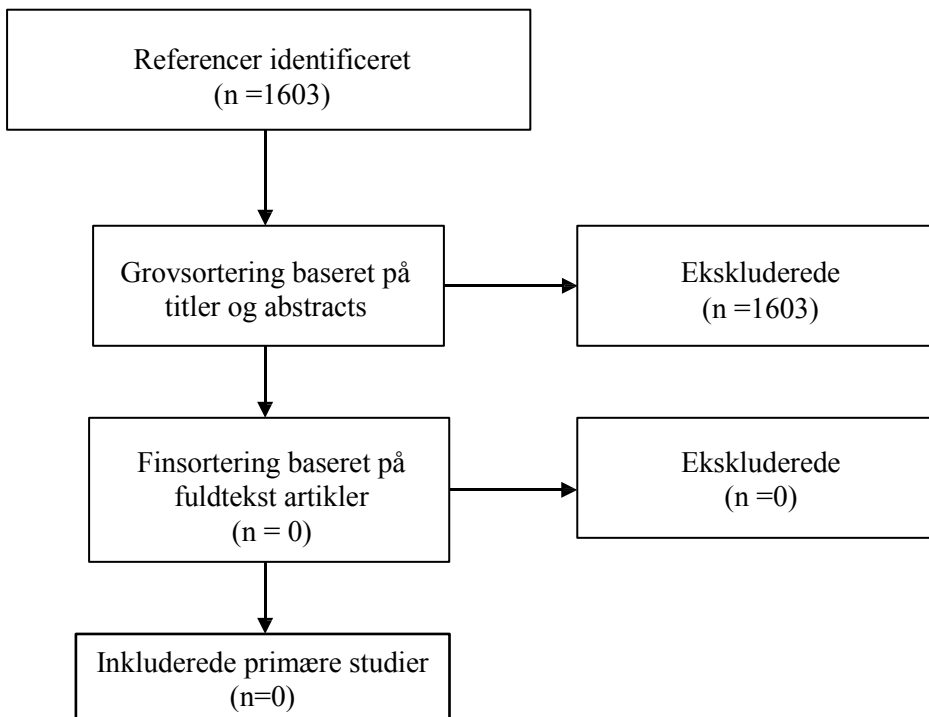 Referencer identificeret
(n =1603)
Grovsortering baseret på
titler og abstracts
Ekskluderede
(n =1603)
Finsortering baseret på
fuldtekst artikler
(n = 0)
Ekskluderede
(n =0)
Inkluderede primære studier
(n=0)